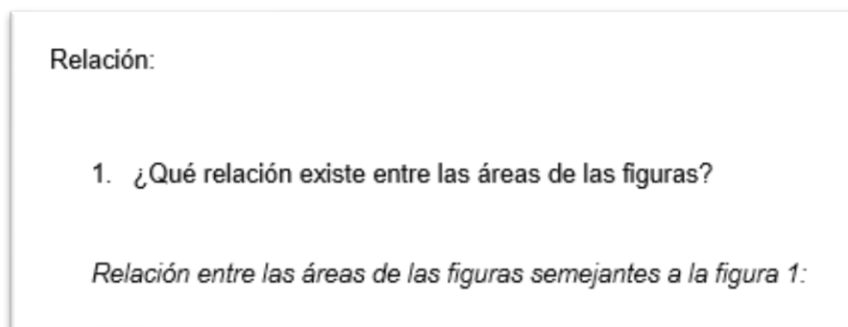 Relación:
1. ¿Qué relación existe entre las áreas de las figuras?
Relación entre las áreas de las figuras semejantes a la figura 1: